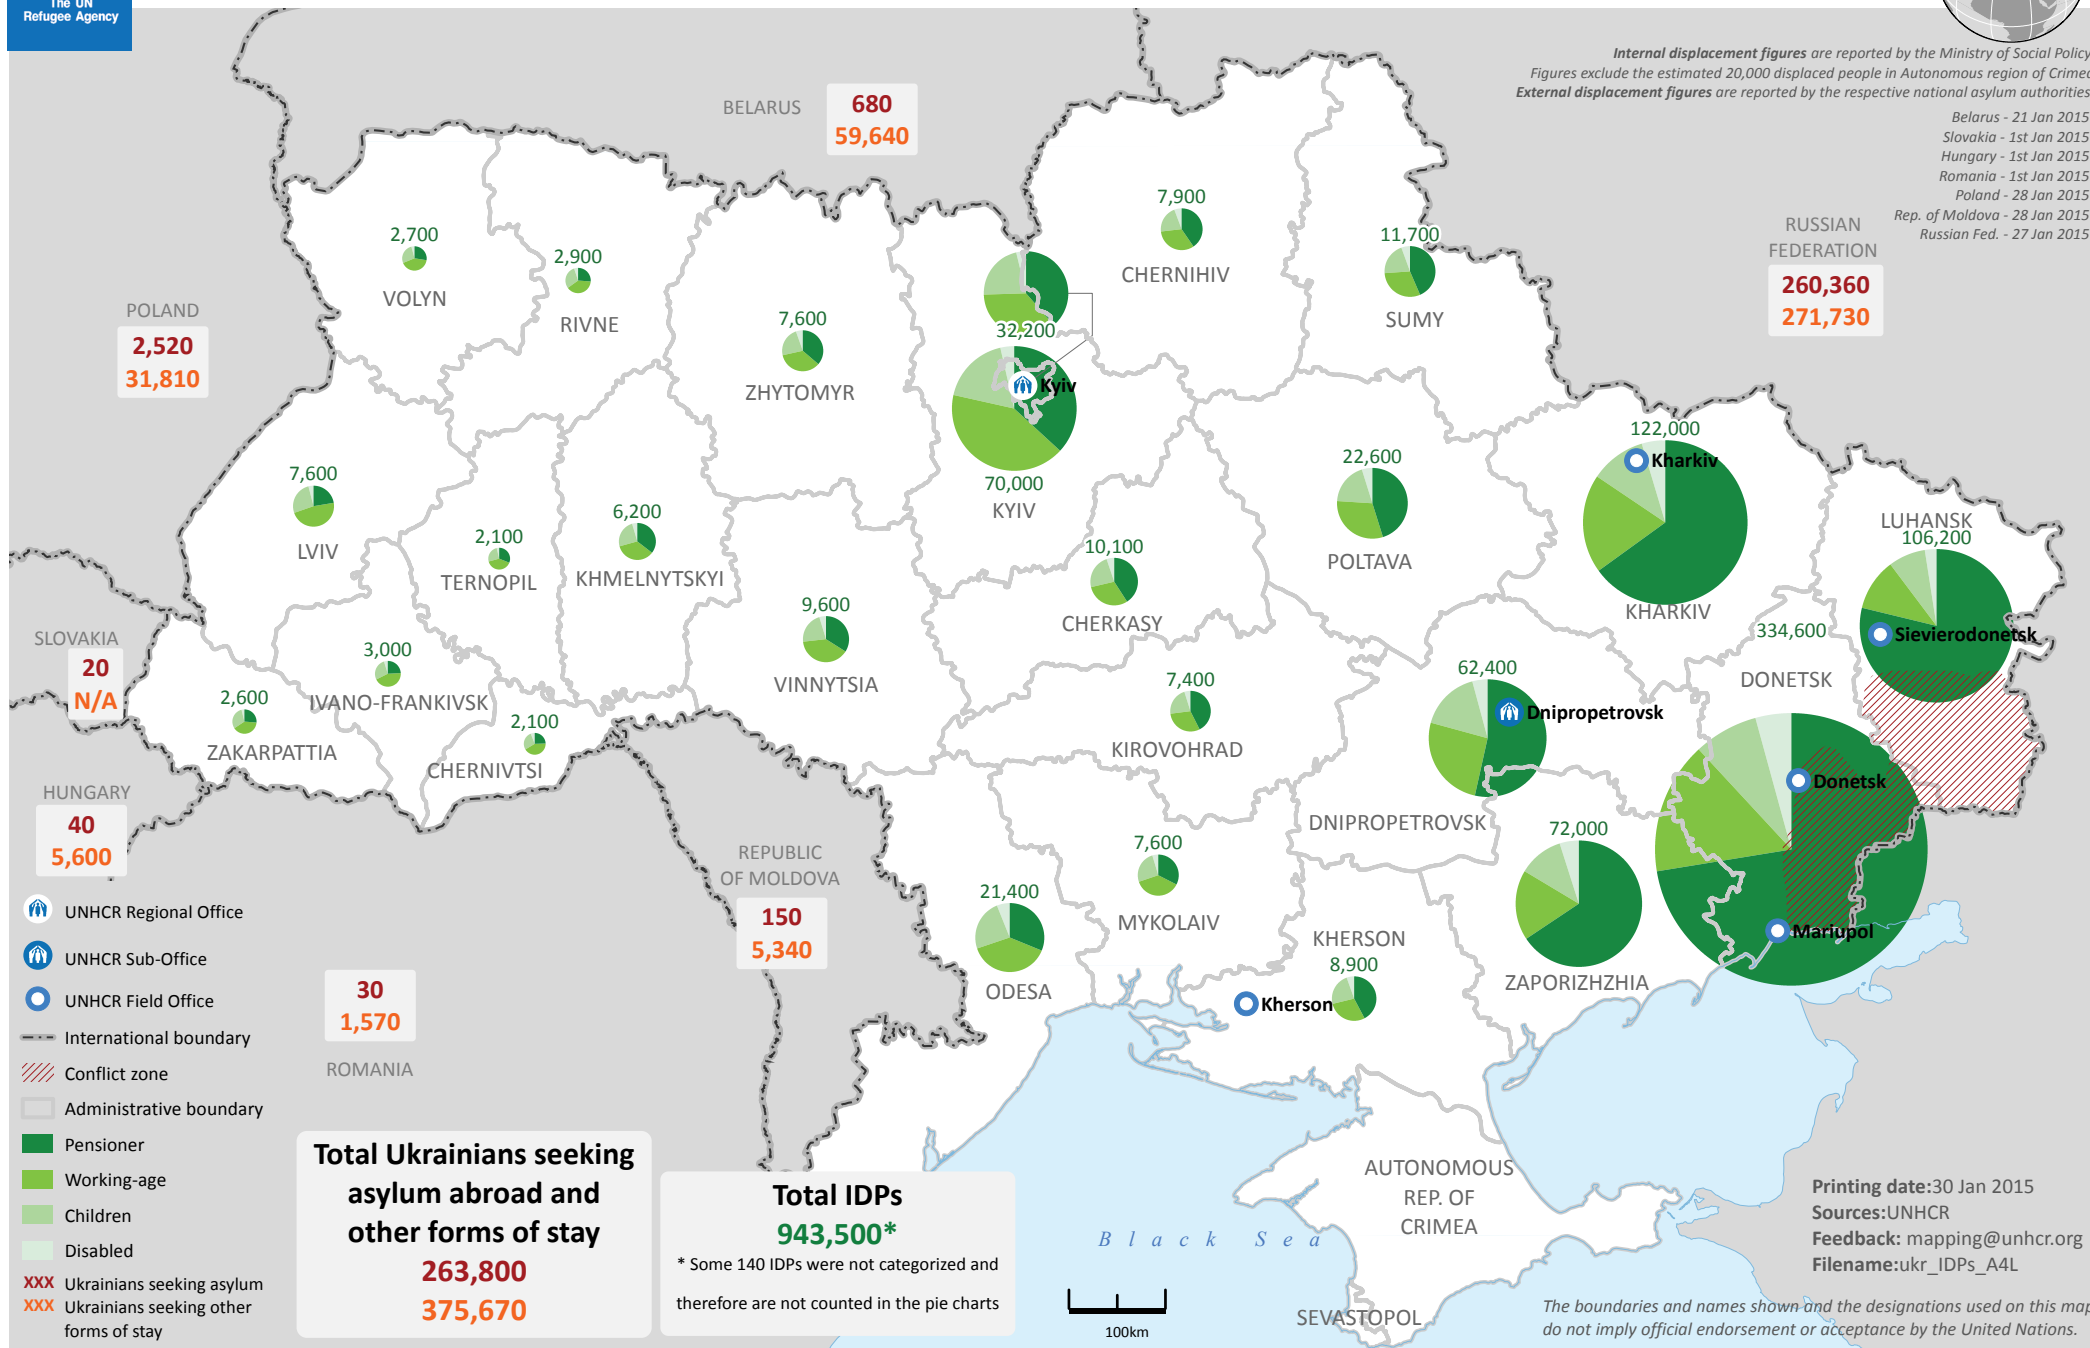 The UN
Refugee Agency
Internal displacement figures are reported by the Ministry of Social Policy
Figures exclude the estimated 20,000 displaced people in Autonomous region of Crimea
External displacement figures are reported by the respective national asylum authorities
Belarus - 21 Jan 2015
Slovakia - 1st Jan 2015
Hungary - 1st Jan 2015
Romania - 1st Jan 2015
Poland - 28 Jan 2015
Rep. of Moldova - 28 Jan 2015
Russian Fed. - 27 Jan 2015
BELARUS
680
59,640
RUSSIAN
FEDERATION
260,360
271,730
POLAND
2,520
31,810
2,700
VOLYN
2,900
RIVNE
7,600
ZHYTOMYR
32,200
Kyiv
70,000
KYIV
7,900
CHERNIHIV
11,700
SUMY
7,600
LVIV
2,100
TERNOPIL
6,200
KHMELNYTSKYI
9,600
VINNYTSIA
10,100
CHERKASY
22,600
POLTAVA
122,000
Kharkiv
KHARKIV
LUHANSK
106,200
Sievierodonetsk
334,600
DONETSK
Donetsk
Mariupol
SLOVAKIA
20
N/A
2,600
ZAKARPATTIA
3,000
IVANO-FRANKIVSK
2,100
CHERNIVTSI
7,400
KIROVOHRAD
62,400
Dnipropetrovsk
DNIPROPETROVSK
72,000
ZAPORIZHZHIA
HUNGARY
40
5,600
REPUBLIC
OF MOLDOVA
150
5,340
21,400
ODESA
7,600
MYKOLAIV
KHERSON
8,900
Kherson
30
1,570
ROMANIA
UNHCR Regional Office
UNHCR Sub-Office
UNHCR Field Office
International boundary
Conflict zone
Administrative boundary
Pensioner
Working-age
Children
Disabled
XXX Ukrainians seeking asylum
XXX Ukrainians seeking other
forms of stay
Total Ukrainians seeking
asylum abroad and
other forms of stay
263,800
375,670
Total IDPs
943,500*
* Some 140 IDPs were not categorized and
therefore are not counted in the pie charts
Black Sea
100km
AUTONOMOUS
REP. OF
CRIMEA
SEVASTOPOL
Printing date:30 Jan 2015
Sources:UNHCR
Feedback: mapping@unhcr.org
Filename:ukr_IDPs_A4L
The boundaries and names shown and the designations used on this map
do not imply official endorsement or acceptance by the United Nations.